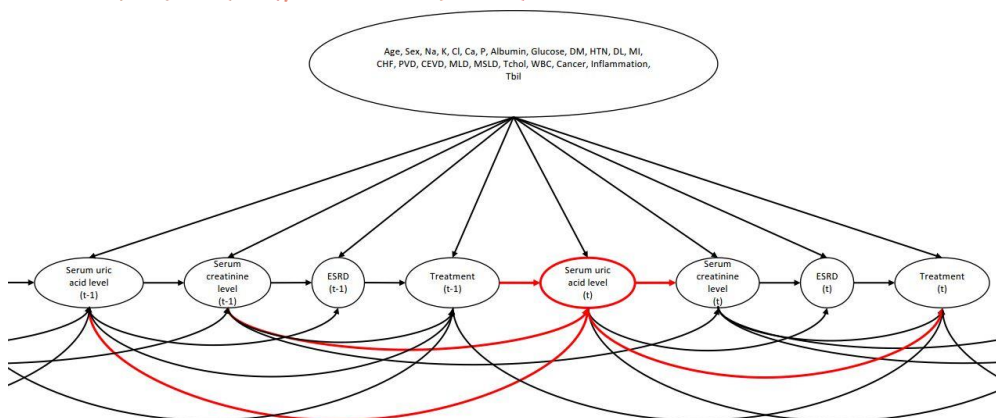 Age, Sex, Na, K, Cl, Ca, P, Albumin, Glucose, DM, HTN, DL, MI,
CHF, PVD, CEVD, MLD, MSLD, Tchol, WBC, Cancer, Inflammation,
Tbil
Serum uric
acid level
(t-1)
Serum
creatinine
level
(t-1)
ESRD
(t-1)
Treatment
(t-1)
Serum uric
acid level
(t)
Serum
creatinine
level
(t)
ESRD
(t)
Treatment
(t)